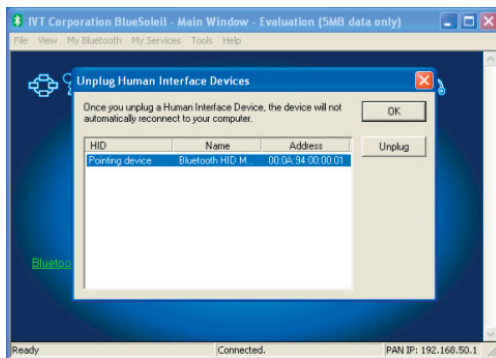 IVT Corporation BlueSoleil - Main Window - Evaluation (5MB data only)
File View My Bluetooth My Services Tools Help
Unplug Human Interface Devices
Once you unplug a Human Interface Device, the device will not
automatically reconnect to your computer.
OK
Unplug
HID Name Address
Pointing device Bluetooth HID M... 00:0A:94:00:00:01
Bluetoo
Ready Connected. PAN IP: 192.168.50.1